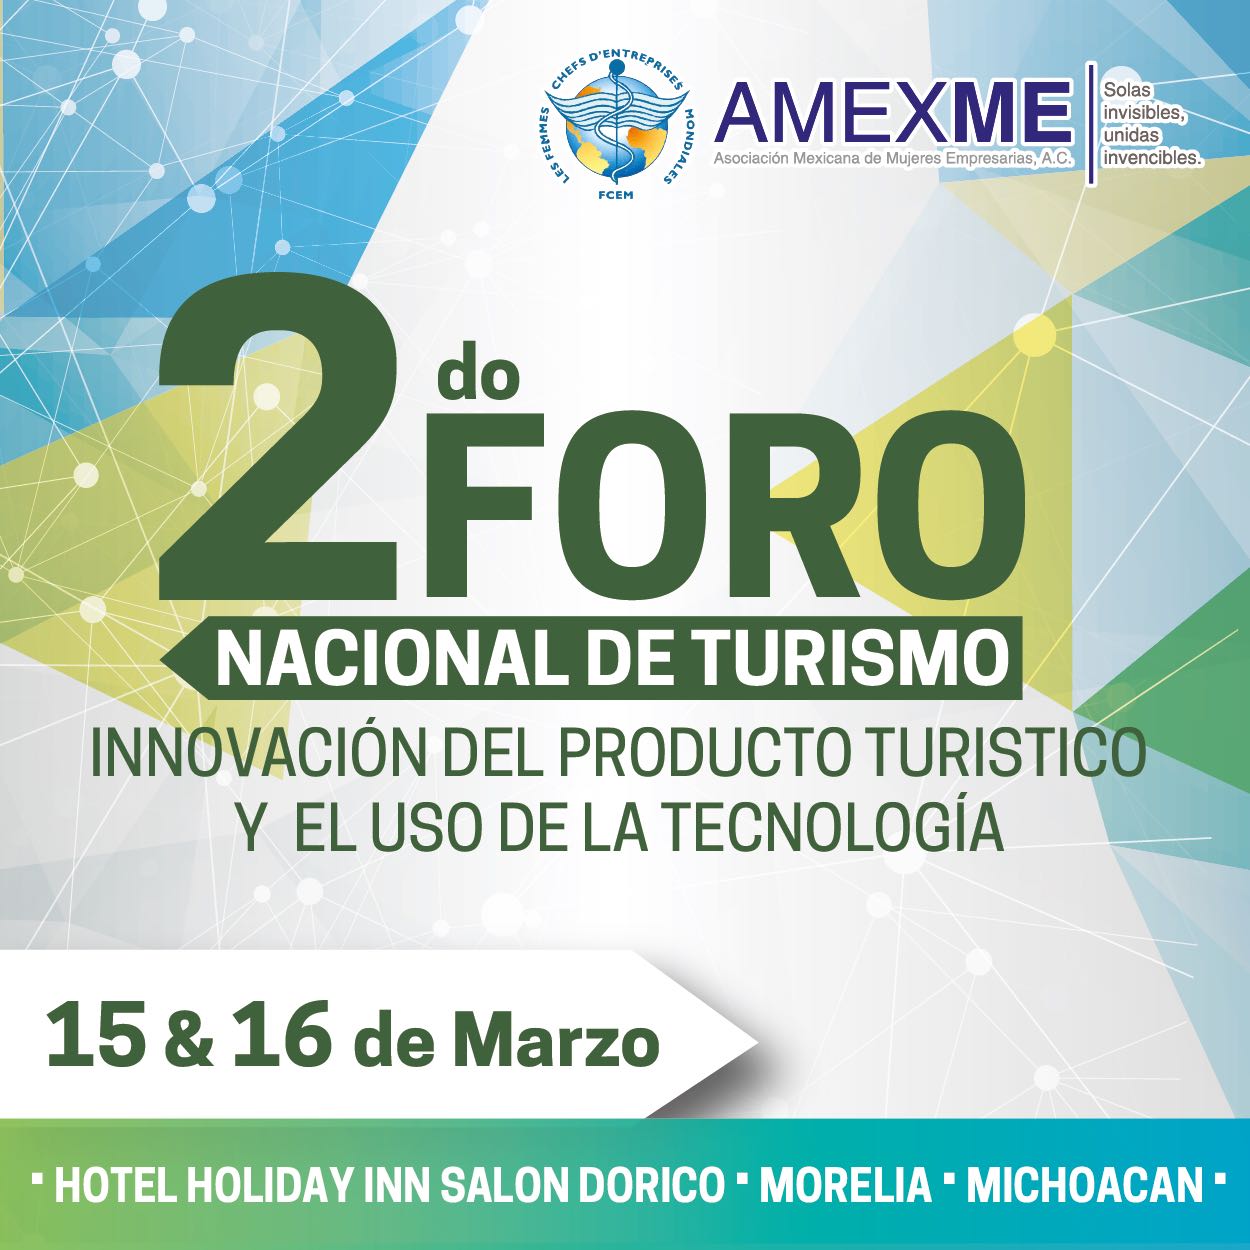 LES FEMMES CHEFS D'ENTREPRISES MONDIALES
FCEM
AMEXME
Asociación Mexicana de Mujeres Empresarias, A.C.
Solas
invisibles,
unidas
invencibles.
2do FORO
NACIONAL DE TURISMO
INNOVACIÓN DEL PRODUCTO TURISTICO
Y EL USO DE LA TECNOLOGÍA
15 & 16 de Marzo
▪ HOTEL HOLIDAY INN SALON DORICO ▪ MORELIA ▪ MICHOACAN ▪